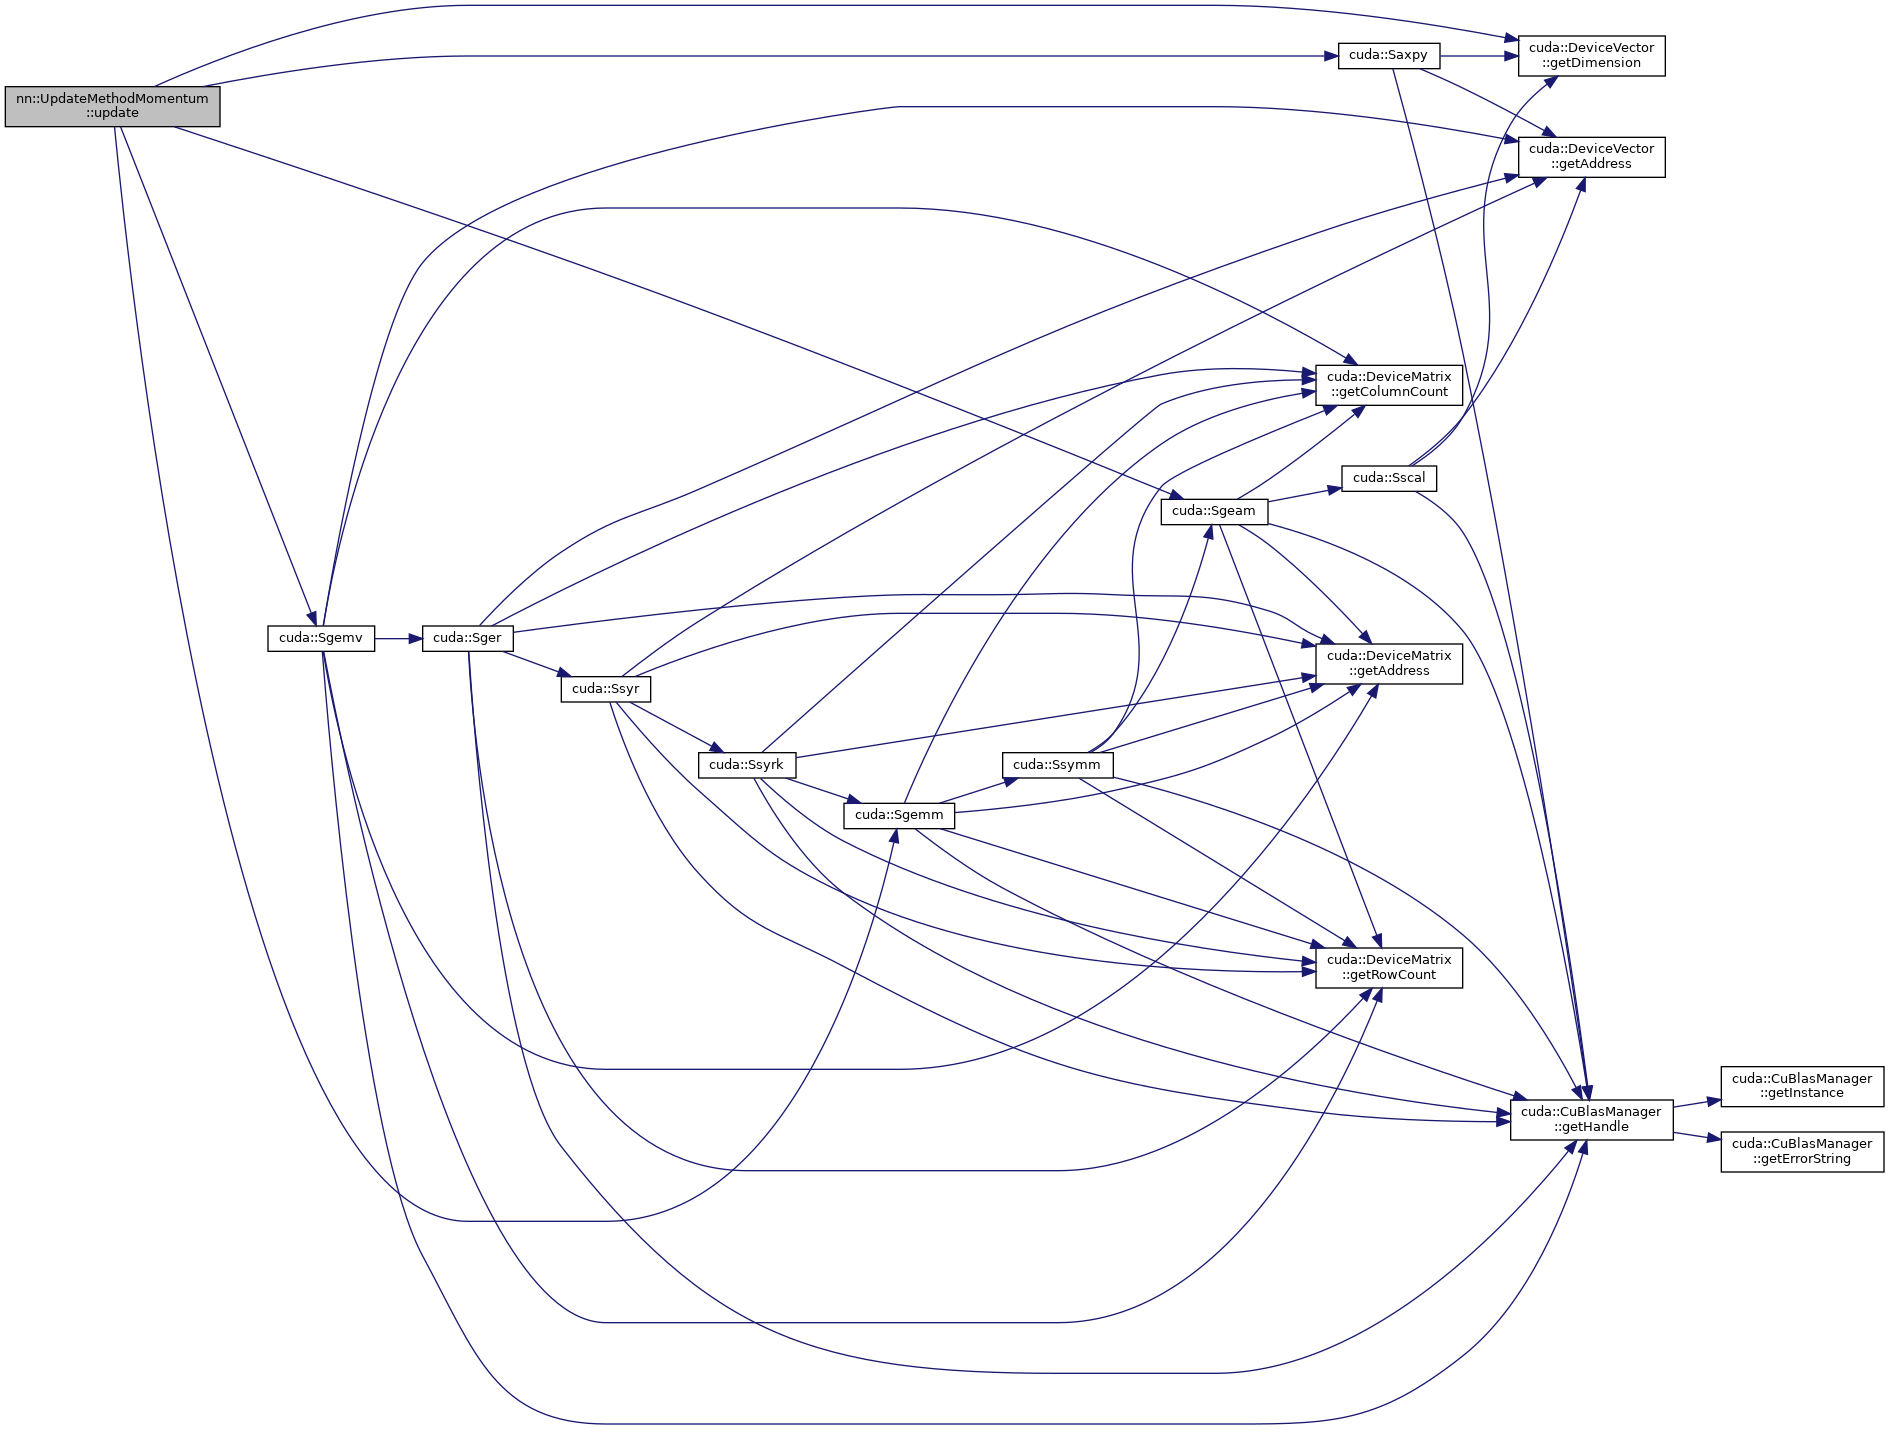 nn::UpdateMethodMomentum
::update
cuda::Saxpy
cuda::DeviceVector
::getDimension
cuda::DeviceVector
::getAddress
cuda::DeviceMatrix
::getColumnCount
cuda::Sscal
cuda::Sgeam
cuda::Sgemv
cuda::Sger
cuda::Ssyr
cuda::DeviceMatrix
::getAddress
cuda::Ssyrk
cuda::Ssymm
cuda::Sgemm
cuda::DeviceMatrix
::getRowCount
cuda::CuBlasManager
::getHandle
cuda::CuBlasManager
::getInstance
cuda::CuBlasManager
::getErrorString